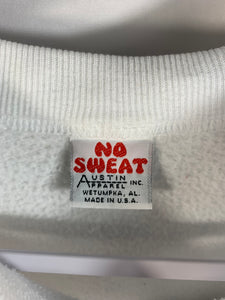 NO
SWEAT
AUSTIN
APPAREL INC.
WETUMPKA, AL.
MADE IN U.S.A.